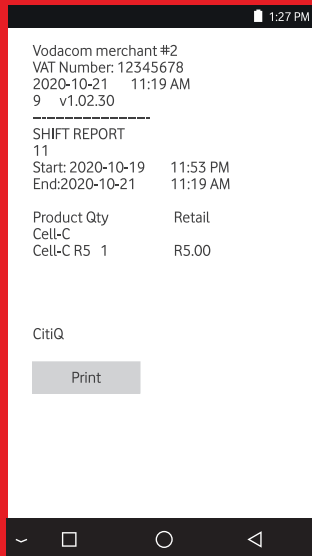 1:27 PM
Vodacom merchant #2
VAT Number: 12345678
2020-10-21 11:19 AM
9 v1.02.30
---------------
SHIFT REPORT
11
Start: 2020-10-19 11:53 PM
End:2020-10-21 11:19 AM
Product Qty Retail
Cell-C
Cell-C R5 1 R5.00
CitiQ
Print